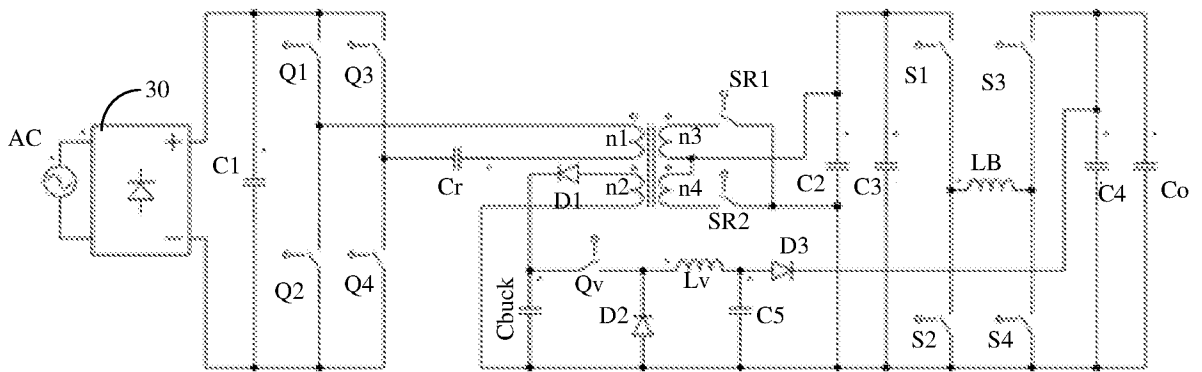 30
AC
+
−
C1
Q1
Q3
Q2
Q4
Cr
n1
n2
n3
n4
SR1
SR2
D1
Cbuck
Qv
D2
Lv
C5
D3
C2
C3
S1
S3
LB
S2
S4
C4
Co